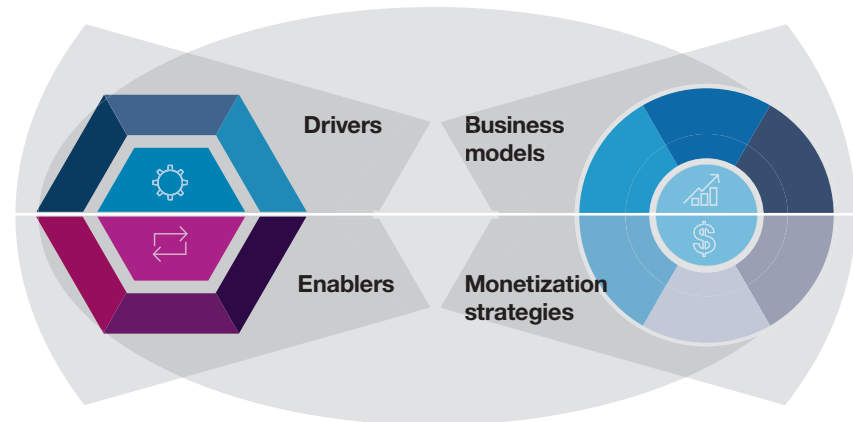 Drivers
Business
models
Enablers
Monetization
strategies
$